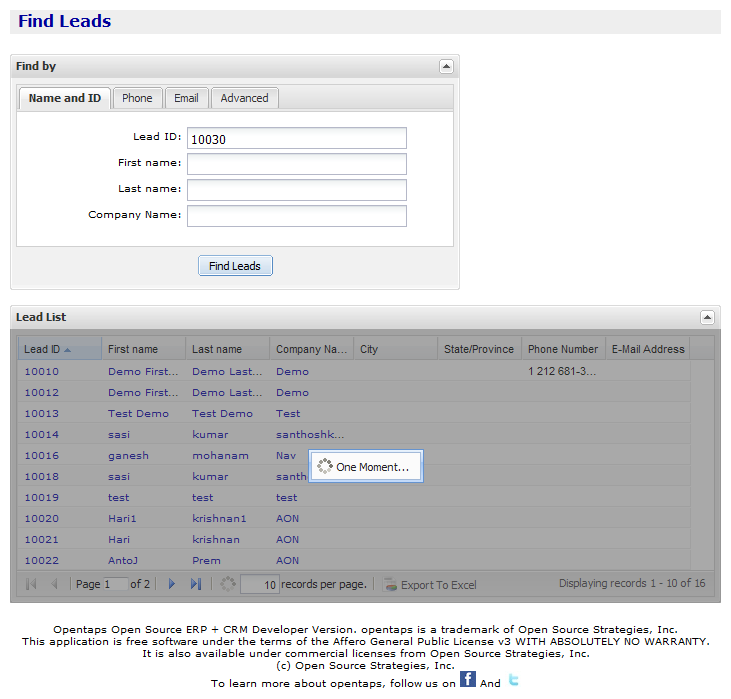 Find Leads
Find by
Name and ID Phone Email Advanced
Lead ID: 10030
First name:
Last name:
Company Name:
Find Leads
Lead List
Lead ID First name Last name Company Na... City State/Province Phone Number E-Mail Address
10010 Demo First... Demo Last... Demo 1 212 681-3...
10012 Demo First... Demo Last... Demo
10013 Test Demo Test Demo Test
10014 sasi kumar santhoshk...
10016 ganesh mohanam Nav
One Moment...
10018 sasi kumar santh
10019 test test test
10020 Hari1 krishnan1 AON
10021 Hari krishnan AON
10022 AntoJ Prem AON
Page 1 of 2 10 records per page. Export To Excel Displaying records 1 - 10 of 16
Opentaps Open Source ERP + CRM Developer Version. opentaps is a trademark of Open Source Strategies, Inc.
This application is free software under the terms of the Affero General Public License v3 WITH ABSOLUTELY NO WARRANTY.
It is also available under commercial licenses from Open Source Strategies, Inc.
(c) Open Source Strategies, Inc.
To learn more about opentaps, follow us on f And t